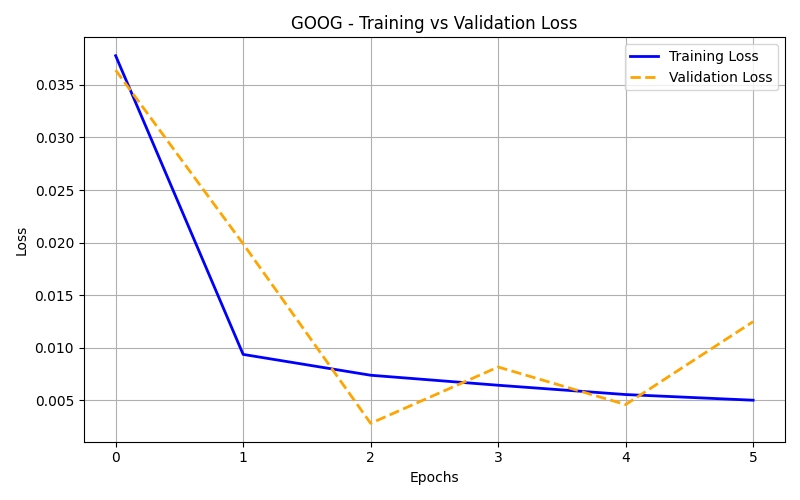 GOOG - Training vs Validation Loss
Training Loss
Validation Loss
0.035
0.030
0.025
0.020
0.015
0.010
0.005
Loss
0 1 2 3 4 5
Epochs